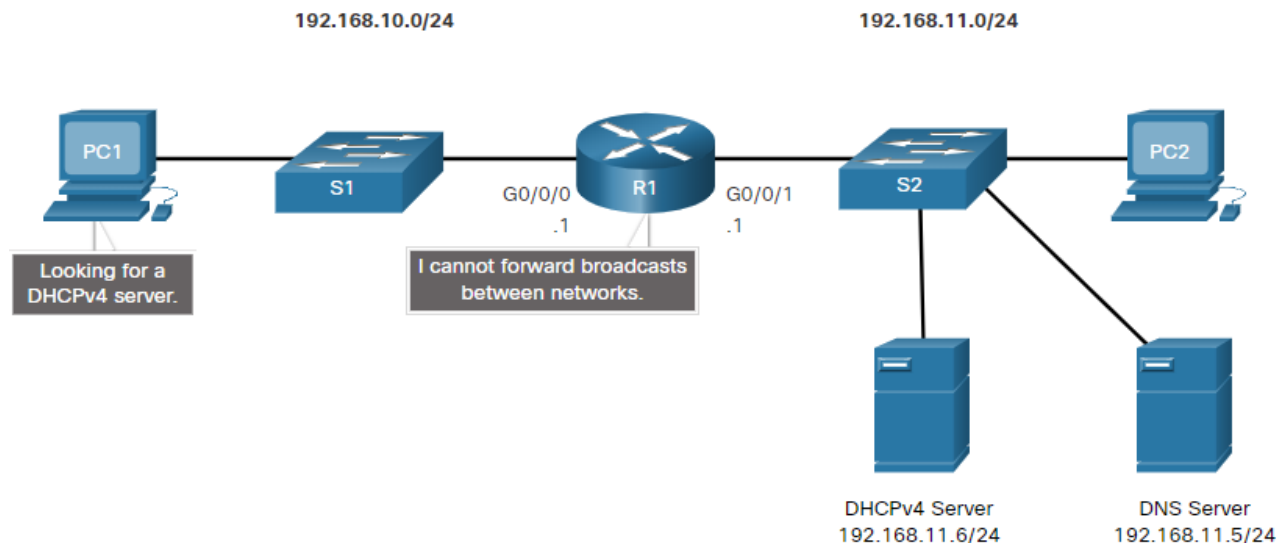 192.168.10.0/24
192.168.11.0/24
PC1
S1
G0/0/0
.1
R1
G0/0/1
.1
S2
PC2
Looking for a
DHCPv4 server.
I cannot forward broadcasts
between networks.
DHCPv4 Server
192.168.11.6/24
DNS Server
192.168.11.5/24